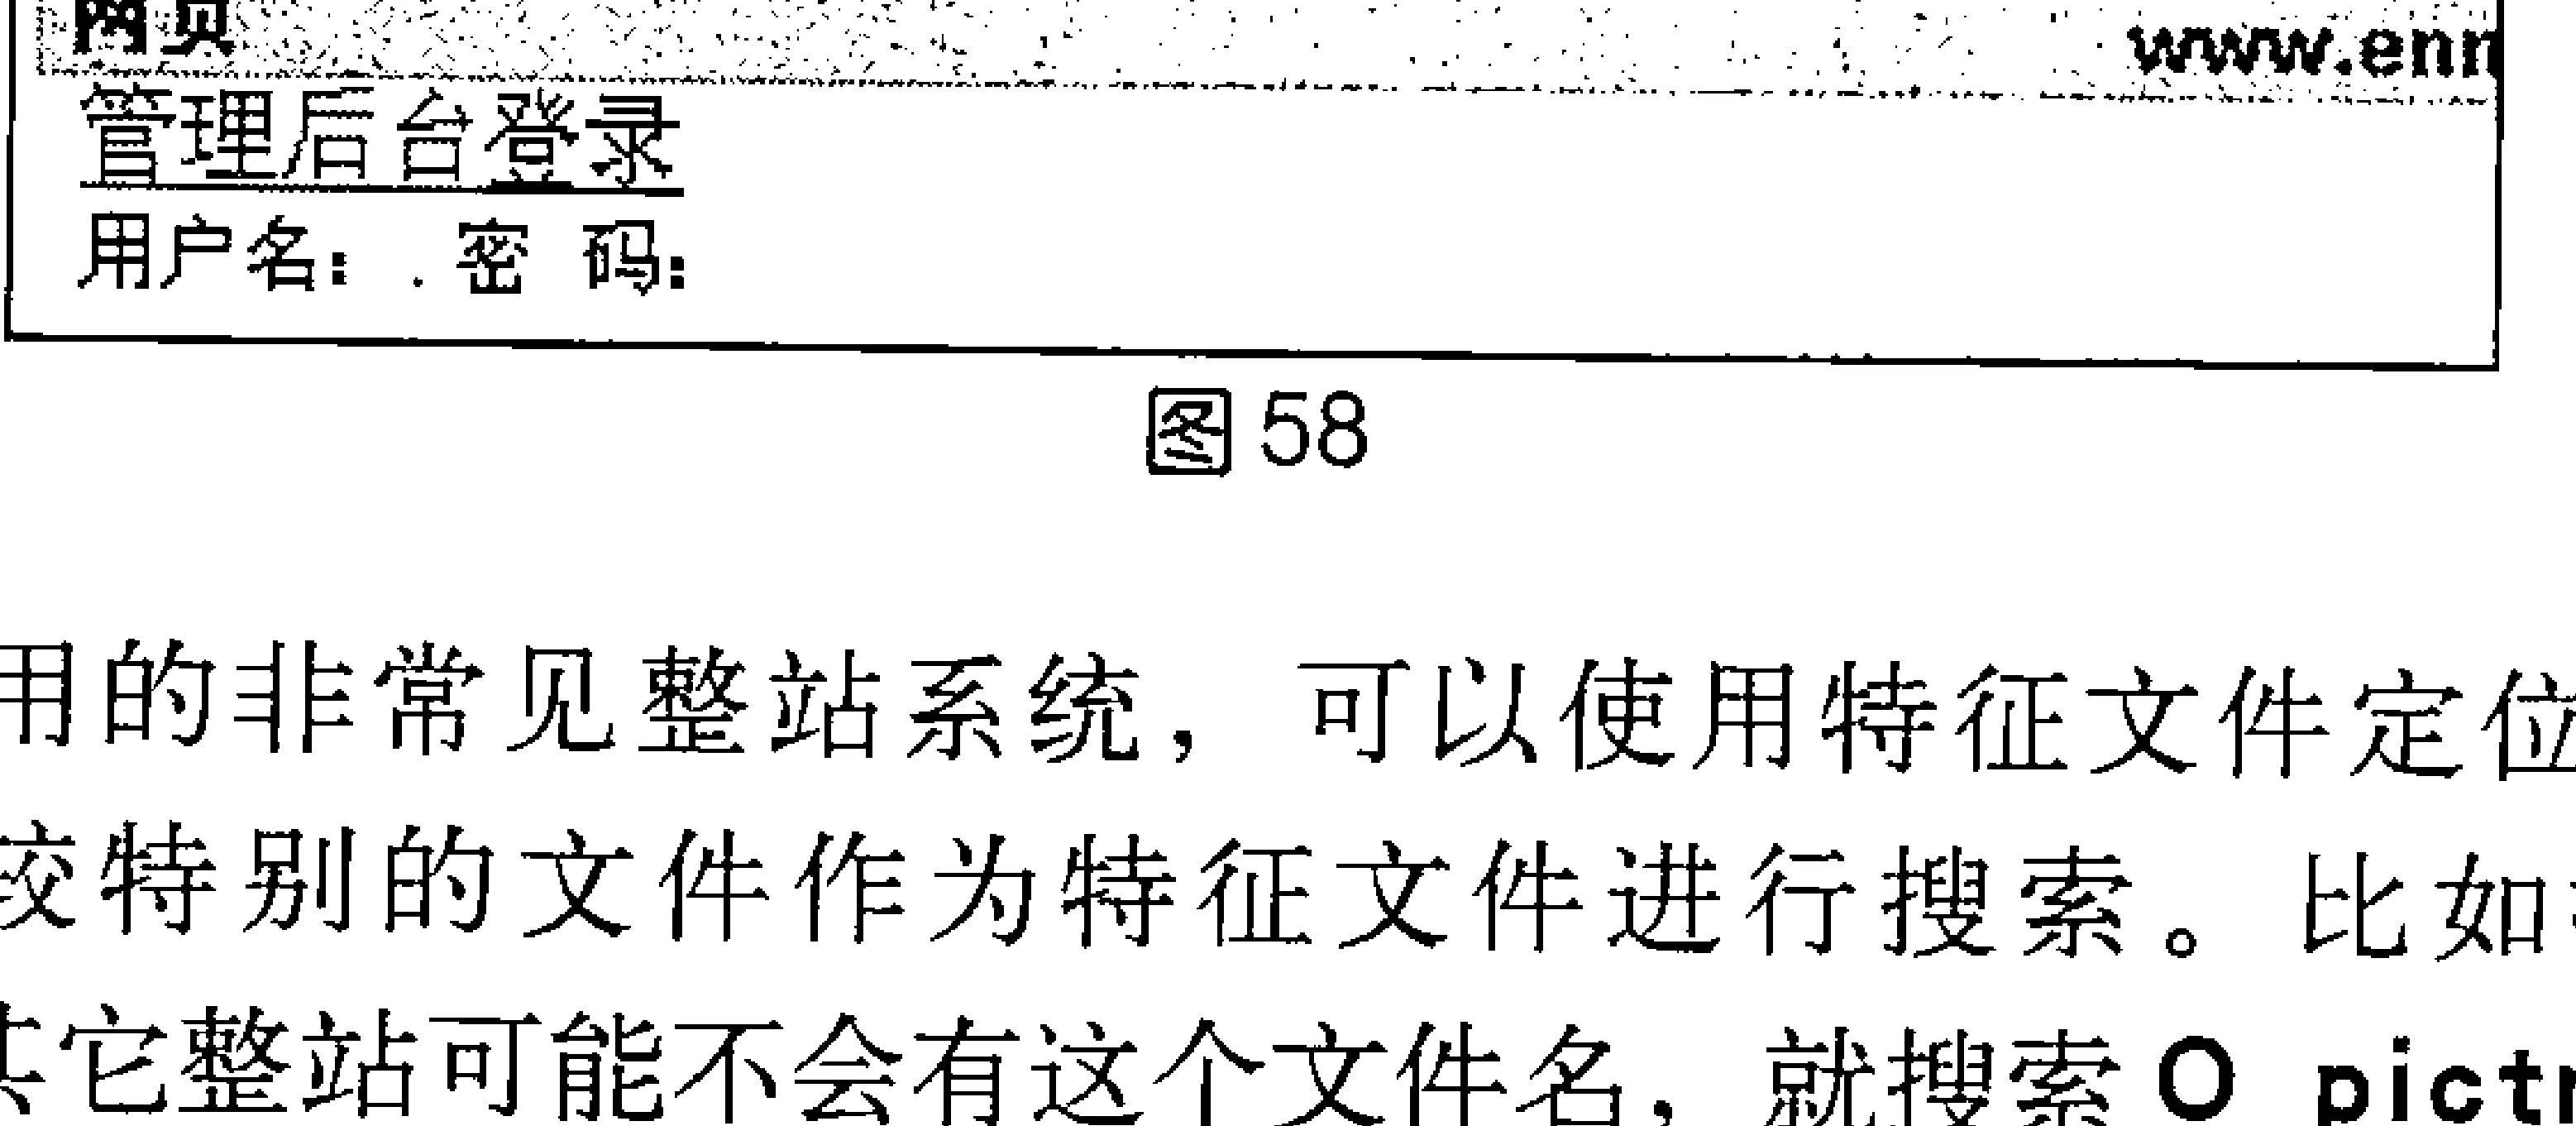 网页 www.enn
管理后台登录
用户名: . 密 码:
图 58
用的非常见整站系统，可以使用特征文件定位
较特别的文件作为特征文件进行搜索。比如
其它整站可能不会有这个文件名，就搜索 O pict